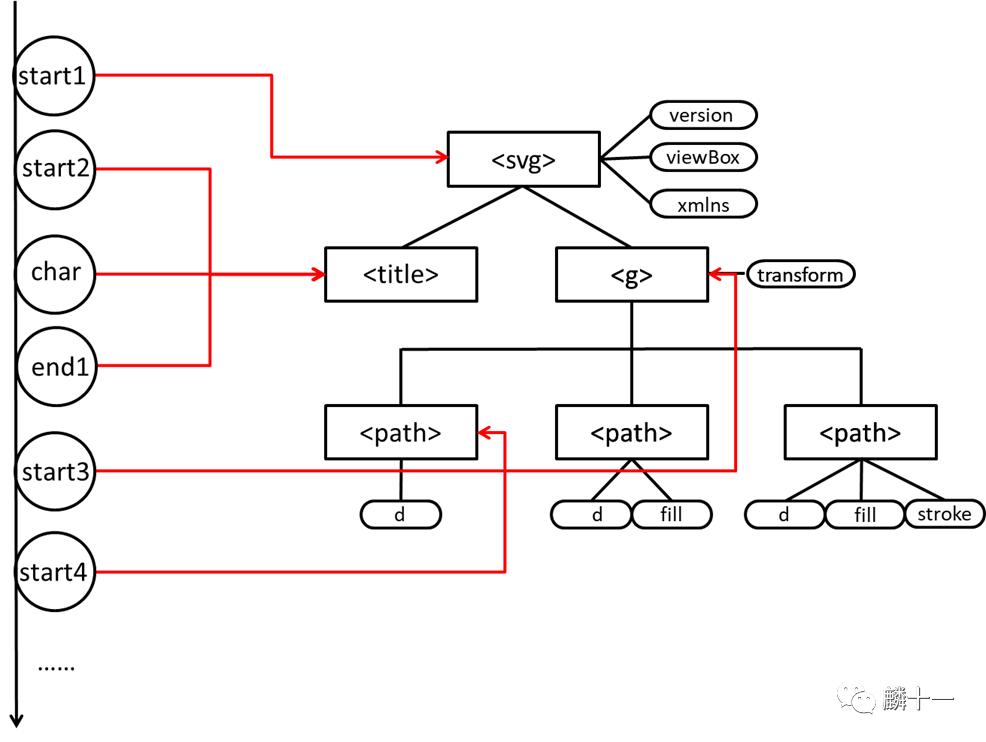 start1
start2
char
end1
start3
start4
......
<svg>
version
viewBox
xmlns
<title>
<g>
transform
<path>
<path>
<path>
d
d
fill
d
fill
stroke
麟十一